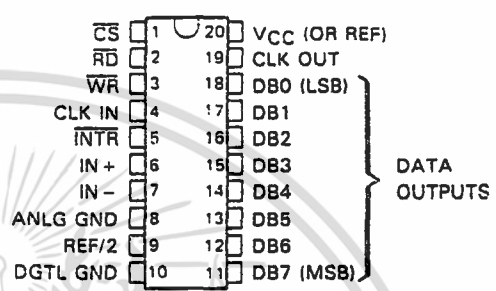 CS 1 20 VCC (OR REF)
RD 2 19 CLK OUT
WR 3 18 DB0 (LSB)
CLK IN 4 17 DB1
INTR 5 16 DB2
IN + 6 15 DB3
IN - 7 14 DB4
ANLG GND 8 13 DB5
REF/2 9 12 DB6
DGTL GND 10 11 DB7 (MSB)
DATA
OUTPUTS